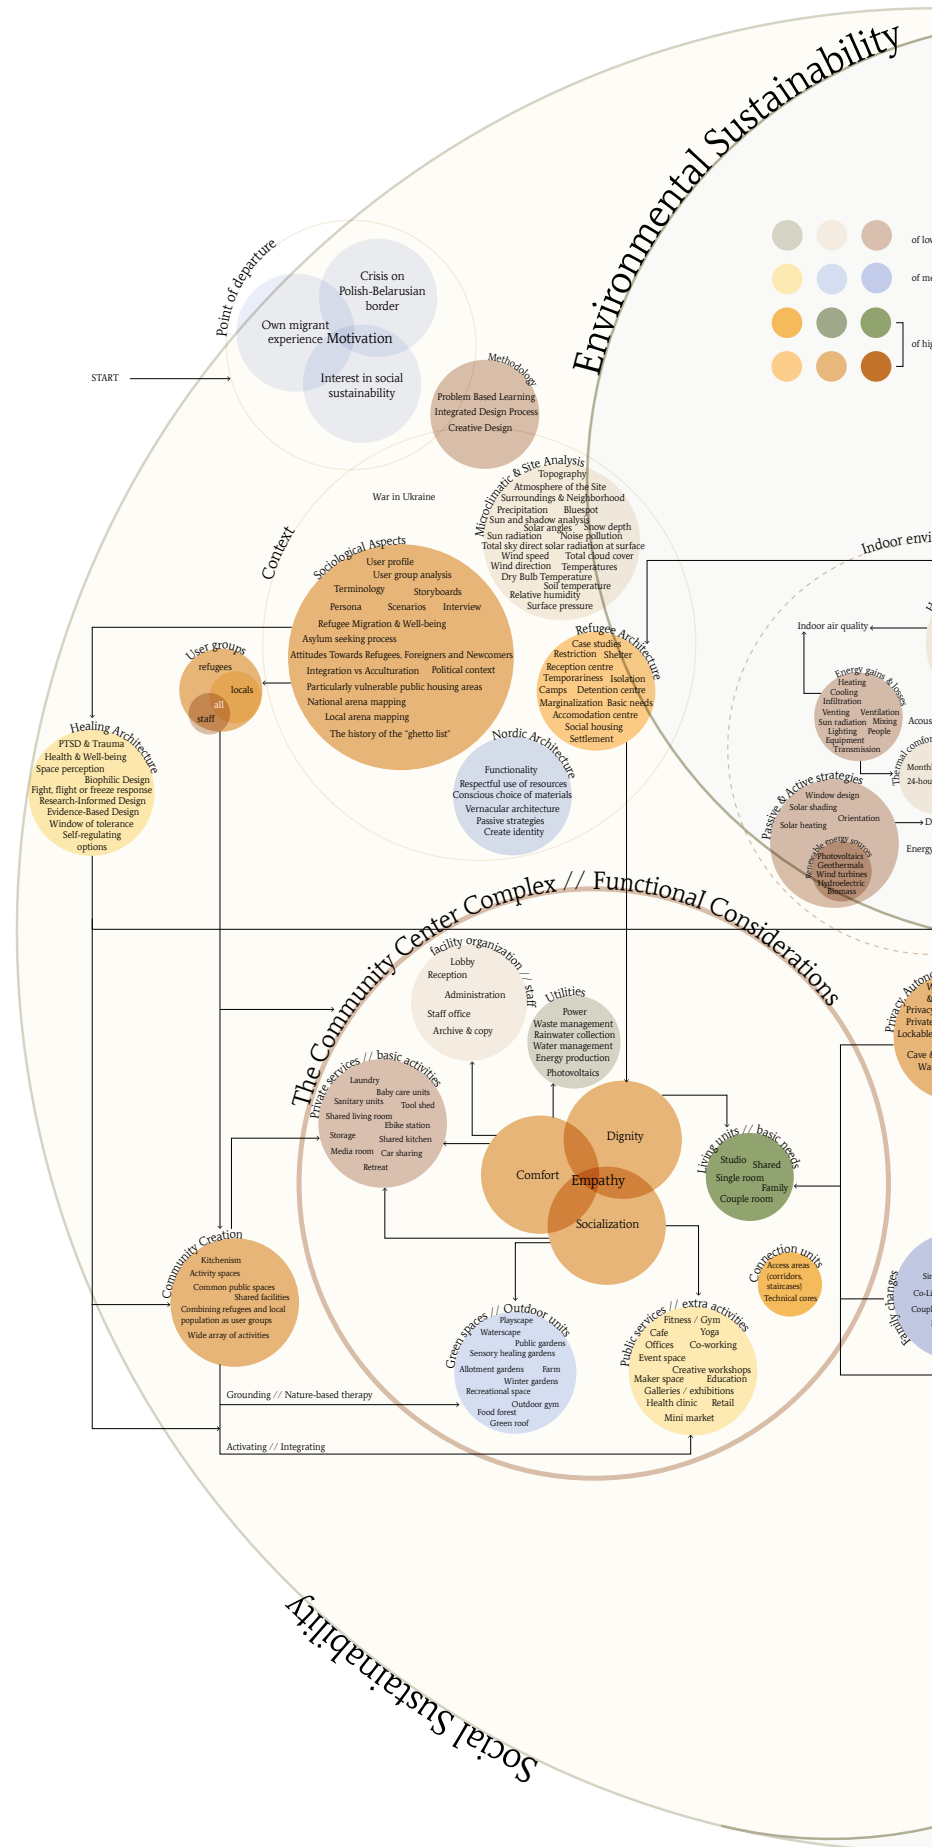 Environmental Sustainability
Point of departure
Crisis on
Polish-Belarusian
border
Own migrant
experience
Motivation
Interest in social
sustainability
START
Methodology
Problem Based Learning
Integrated Design Process
Creative Design
Context
War in Ukraine
Microclimatic & Site Analysis
Topography
Atmosphere of the Site
Surroundings & Neighborhood
Precipitation Bluespot
Sun and shadow analysis
Solar angles Snow depth
Sun radiation Noise pollution
Total sky direct solar radiation at surface
Wind speed Total cloud cover
Wind direction Temperatures
Dry Bulb Temperature
Soil temperature
Relative humidity
Surface pressure
Sociological Aspects
User profile
User group analysis
Terminology Storyboards
Persona Scenarios Interview
Refugee Migration & Well-being
Asylum seeking process
Attitudes Towards Refugees, Foreigners and Newcomers
Integration vs Acculturation Political context
Particularly vulnerable public housing areas
National arena mapping
Local arena mapping
The history of the "ghetto list"
User groups
refugees
locals
all
staff
Refugee Architecture
Case studies
Restriction Shelter
Reception centre
Temporariness Isolation
Camps Detention centre
Marginalization Basic needs
Accomodation centre
Social housing
Settlement
Nordic Architecture
Functionality
Respectful use of resources
Conscious choice of materials
Vernacular architecture
Passive strategies
Create identity
Healing Architecture
PTSD & Trauma
Health & Well-being
Space perception
Biophilic Design
Fight, flight or freeze response
Research-Informed Design
Evidence-Based Design
Window of tolerance
Self-regulating
options
of
of
of
Indoor
Indoor air quality
Energy gains & losses
Heating
Cooling
Infiltration
Venting Ventilation
Sun radiation Mixing
Lighting People
Equipment
Transmission
Thermal
24-hou
Passive & Active strategies
Window design
Solar shading
Orientation
Solar heating
Renewable energy sources
Photovoltaics
Geothermals
Wind turbines
Hydroelectric
Biomass
Energy
The Community Center Complex // Functional Considerations
facility organization // staff
Lobby
Reception
Administration
Staff office
Archive & copy
Utilities
Power
Waste management
Rainwater collection
Water management
Energy production
Photovoltaics
Private services // basic activities
Laundry
Baby care units
Sanitary units Tool shed
Shared living room
Ebike station
Storage Shared kitchen
Media room Car sharing
Retreat
Comfort
Dignity
Empathy
Socialization
Living units // basic needs
Studio Shared
Single room
Family
Couple room
Connection units
Access areas
(corridors,
staircases)
Technical cores
Privacy,
Privacy
Private
Lockable
Cave &
Family changes
Community Creation
Kitchenism
Activity spaces
Common public spaces
Shared facilities
Combining refugees and local
population as user groups
Wide array of activities
Green spaces // Outdoor units
Playscape
Waterscape
Public gardens
Sensory healing gardens
Allotment gardens Farm
Winter gardens
Recreational space
Outdoor gym
Food forest
Green roof
Public services // extra activities
Fitness / Gym
Cafe Yoga
Offices Co-working
Event space
Creative workshops
Maker space Education
Galleries / exhibitions
Health clinic Retail
Mini market
Grounding // Nature-based therapy
Activating // Integrating
Social Sustainability